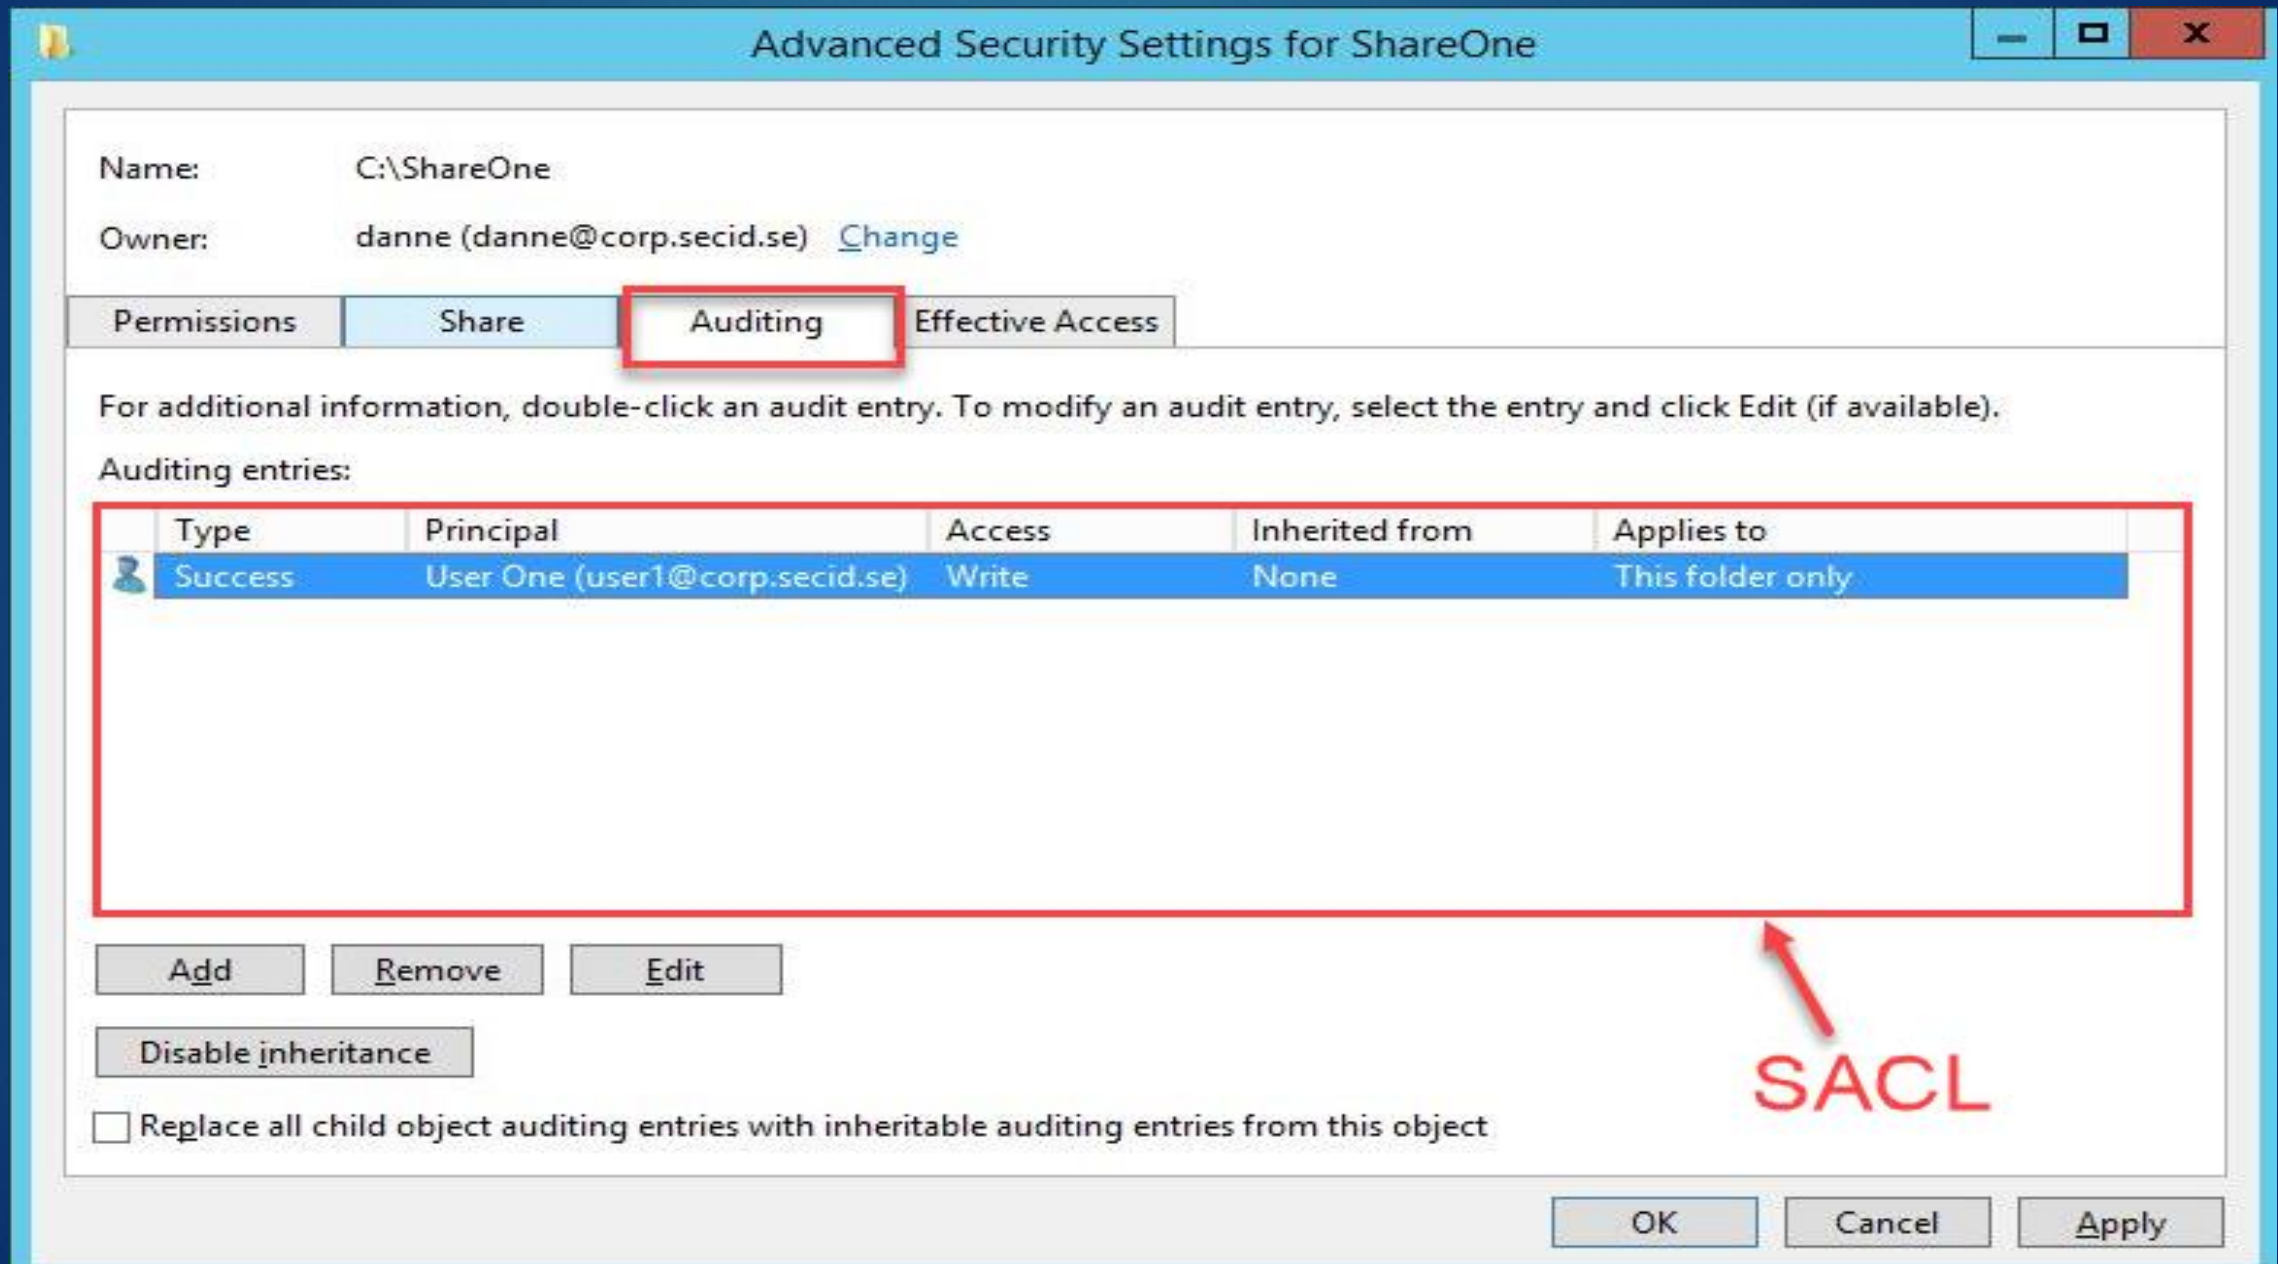 Advanced Security Settings for ShareOne
Name: C:\ShareOne
Owner: danne (danne@corp.secid.se) Change
Permissions Share Auditing Effective Access
For additional information, double-click an audit entry. To modify an audit entry, select the entry and click Edit (if available).
Auditing entries:
Type Principal Access Inherited from Applies to
Success User One (user1@corp.secid.se) Write None This folder only
Add Remove Edit
Disable inheritance
SACL
Replace all child object auditing entries with inheritable auditing entries from this object
OK Cancel Apply